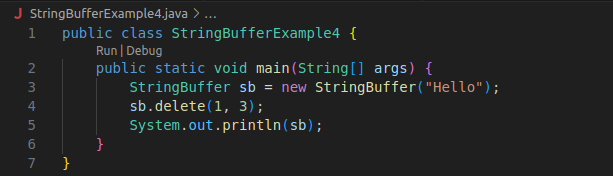 J StringBufferExample4.java > ...
1 public class StringBufferExample4 {
Run | Debug
2 public static void main(String[] args) {
3 StringBuffer sb = new StringBuffer("Hello");
4 sb.delete(1, 3);
5 System.out.println(sb);
6 }
7 }